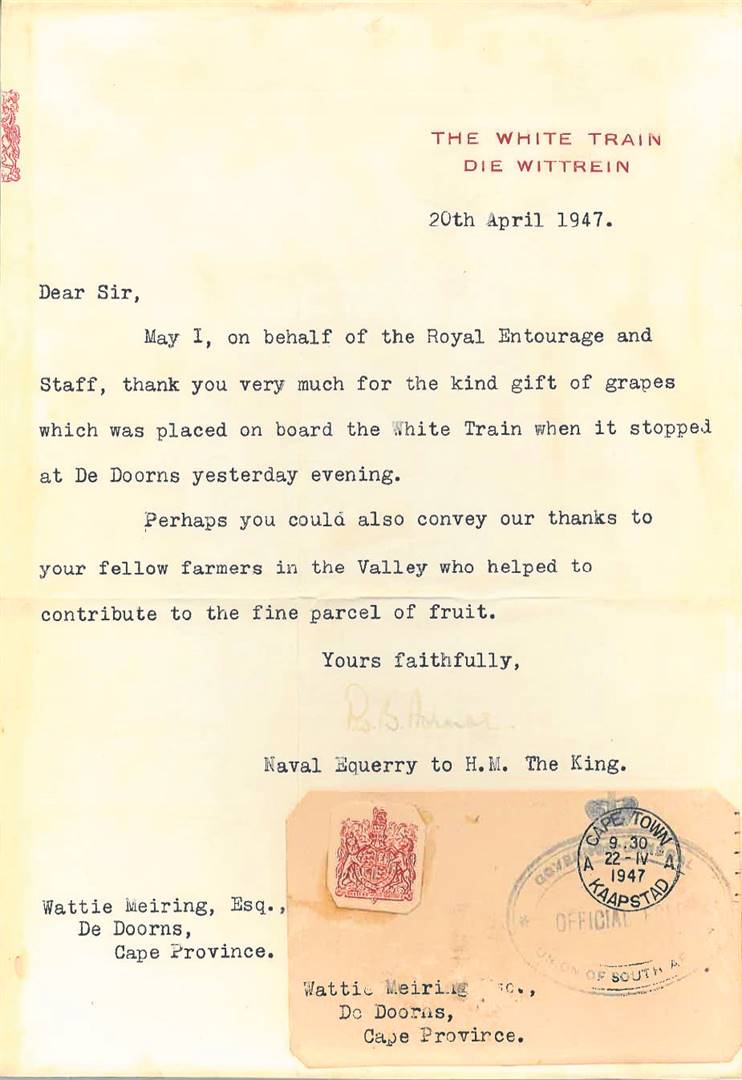 THE WHITE TRAIN
DIE WITTREIN
20th April 1947.
Dear Sir,
May I, on behalf of the Royal Entourage and
Staff, thank you very much for the kind gift of grapes
which was placed on board the White Train when it stopped
at De Doorns yesterday evening.
Perhaps you could also convey our thanks to
your fellow farmers in the Valley who helped to
contribute to the fine parcel of fruit.
Yours faithfully,
Naval Equerry to H.M. The King.
Wattie Meiring, Esq.,
De Doorns,
Cape Province.
CAPE TOWN
9.30
A 22-IV A
1947
KAAPSTAD
OFFICIAL
UNION OF SOUTH
Wattie Meiring
De Doorns,
Cape Province.